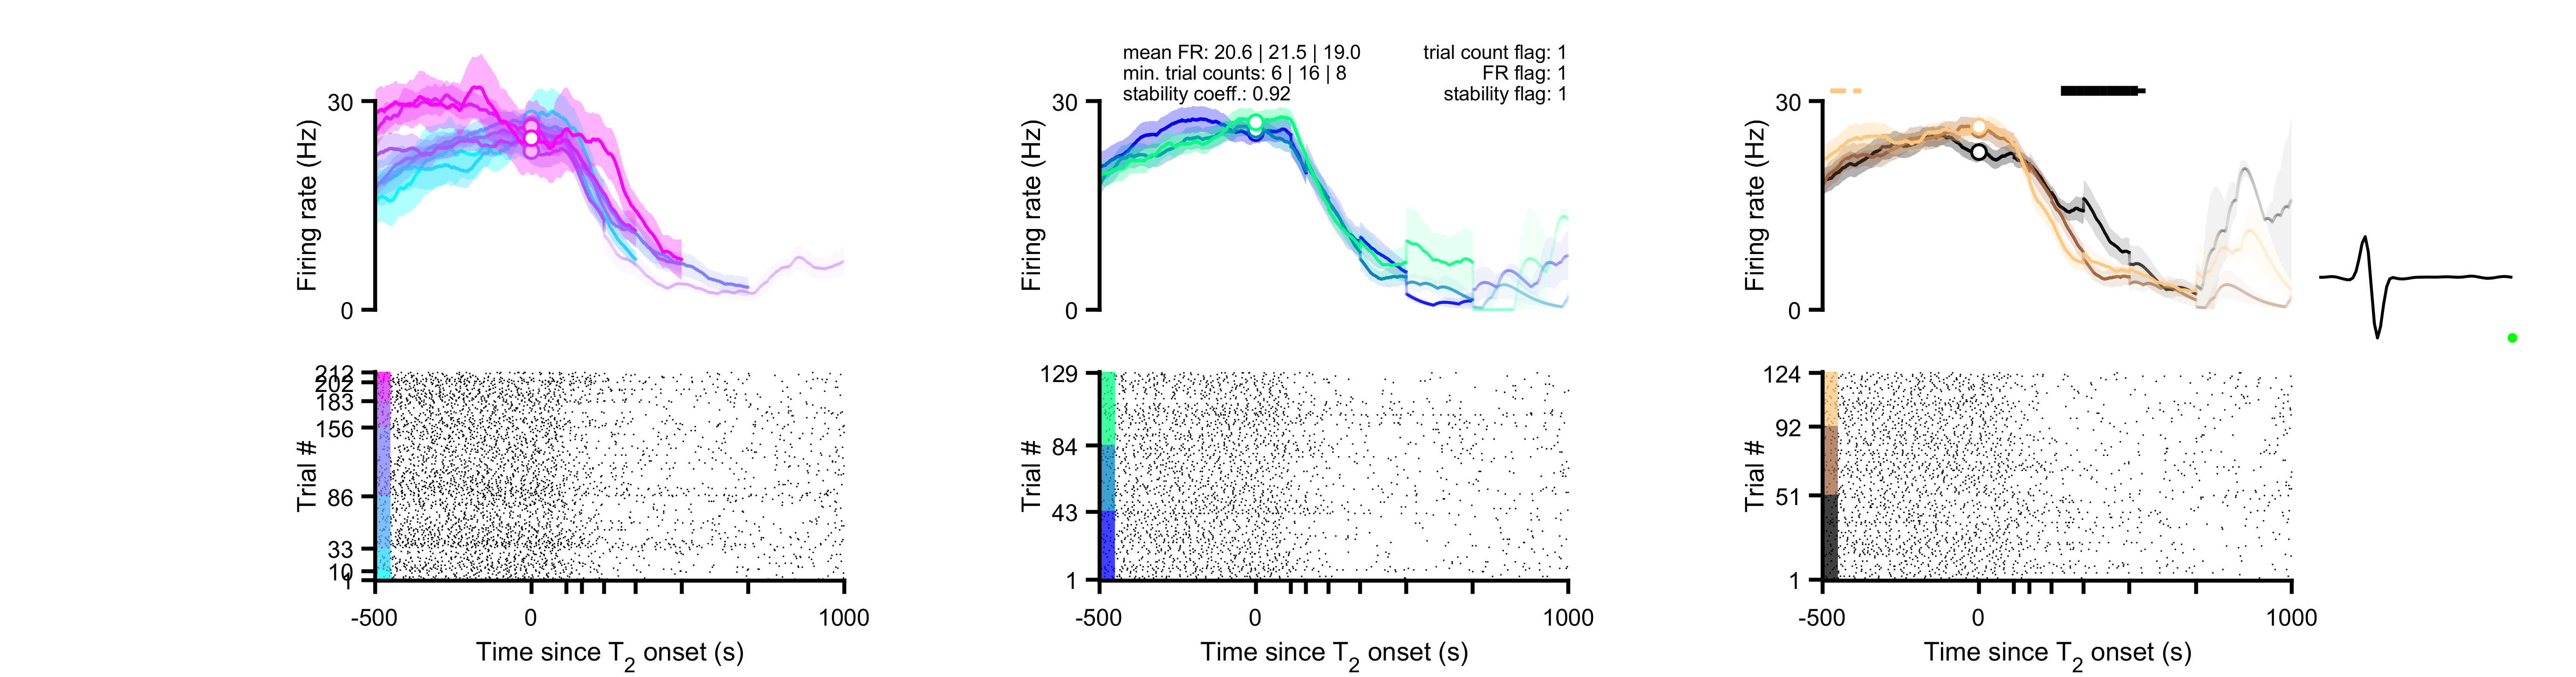 mean FR: 20.6 | 21.5 | 19.0
min. trial counts: 6 | 16 | 8
stability coeff.: 0.92
trial count flag: 1
FR flag: 1
stability flag: 1
30
0
Firing rate (Hz)
30
0
Firing rate (Hz)
30
0
Firing rate (Hz)
212
202
183
156
86
33
10
1
Trial #
-500
0
1000
Time since T2 onset (s)
129
84
43
1
Trial #
-500
0
1000
Time since T2 onset (s)
124
92
51
1
Trial #
-500
0
1000
Time since T2 onset (s)